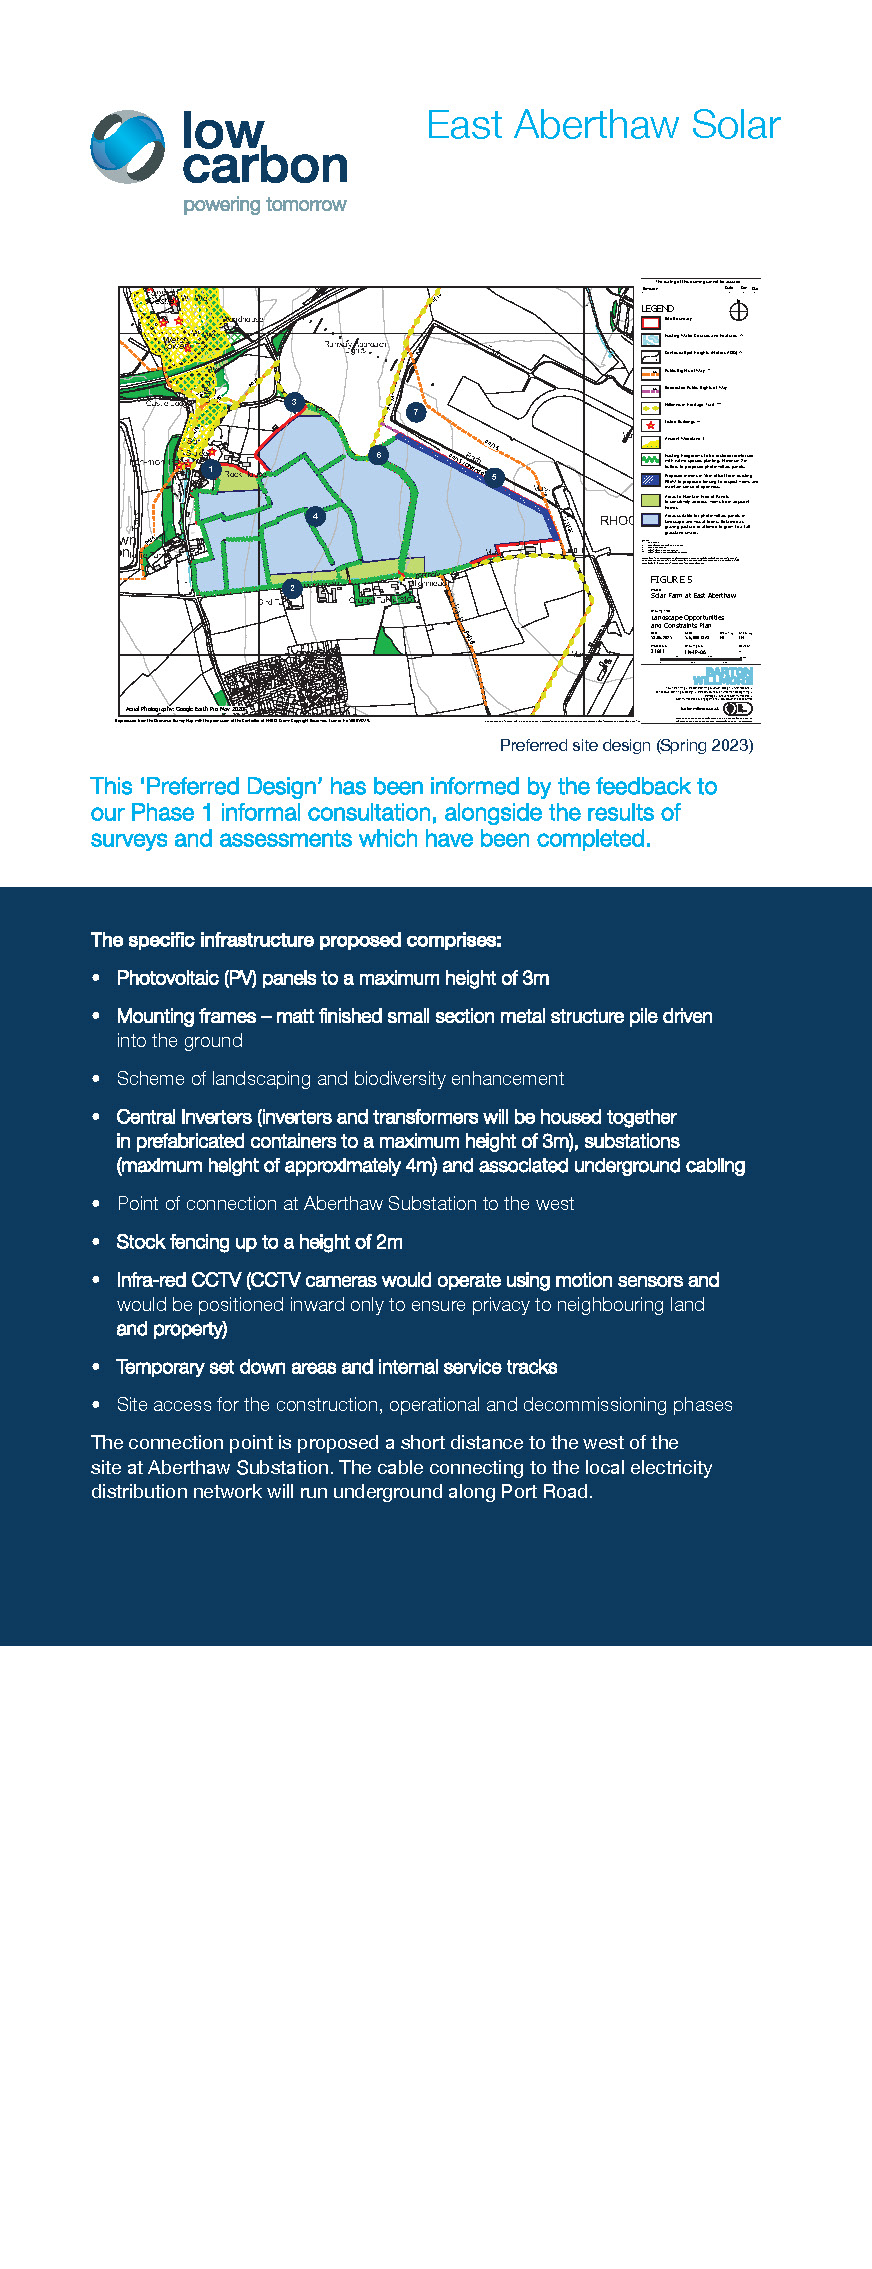 low
carbon
powering tomorrow
East Aberthaw Solar
LEGEND
RHOO
FIGURE 5
Solar Farm at East Aberthaw
Landscape Opportunities
and Constraints Plan
BARTON
WILLMORE
1
2
3
4
5
6
7
Preferred site design (Spring 2023)
This ‘Preferred Design’ has been informed by the feedback to
our Phase 1 informal consultation, alongside the results of
surveys and assessments which have been completed.
The specific infrastructure proposed comprises:
• Photovoltaic (PV) panels to a maximum height of 3m
• Mounting frames – matt finished small section metal structure pile driven
into the ground
• Scheme of landscaping and biodiversity enhancement
• Central Inverters (inverters and transformers will be housed together
in prefabricated containers to a maximum height of 3m), substations
(maximum height of approximately 4m) and associated underground cabling
• Point of connection at Aberthaw Substation to the west
• Stock fencing up to a height of 2m
• Infra-red CCTV (CCTV cameras would operate using motion sensors and
would be positioned inward only to ensure privacy to neighbouring land
and property)
• Temporary set down areas and internal service tracks
• Site access for the construction, operational and decommissioning phases
The connection point is proposed a short distance to the west of the
site at Aberthaw Substation. The cable connecting to the local electricity
distribution network will run underground along Port Road.